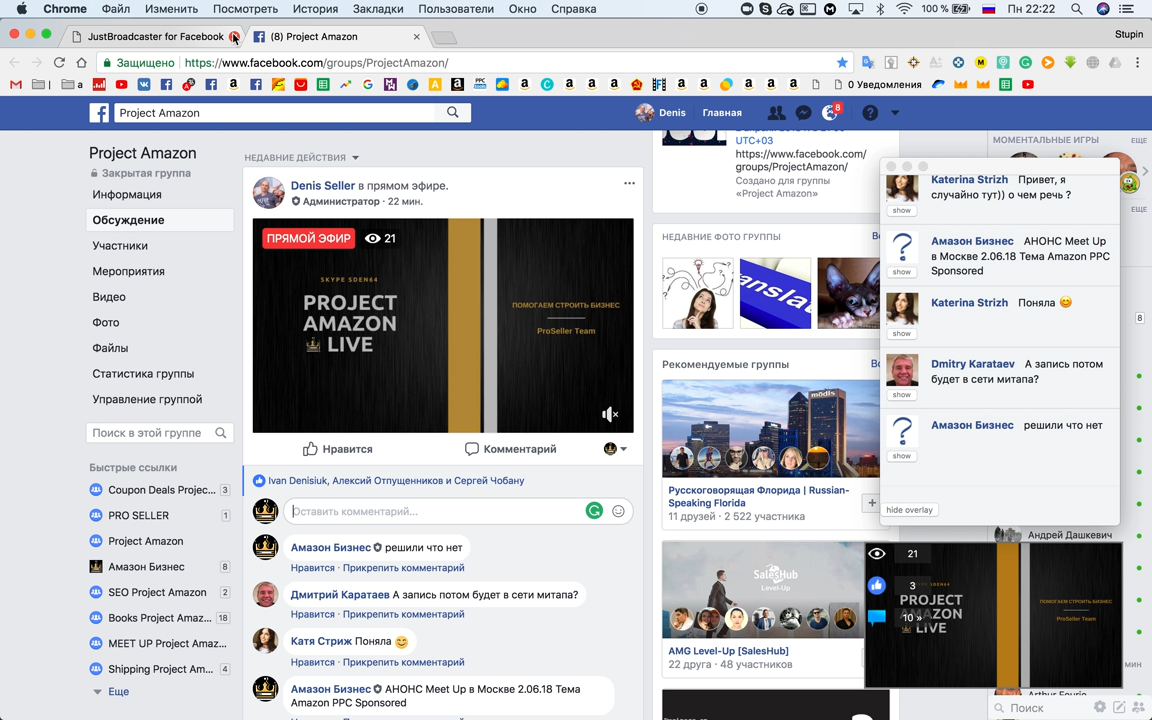 Chrome Файл Изменить Посмотреть История Закладки Пользователи Окно Справка 100 % Пн 22:22
JustBroadcaster for Facebook
(8) Project Amazon
Stupin
Защищено https://www.facebook.com/groups/ProjectAmazon/
0 Уведомления
Project Amazon
Denis
Главная
8
Project Amazon
Закрытая группа
Информация
Обсуждение
Участники
Мероприятия
Видео
Фото
Файлы
Статистика группы
Управление группой
Поиск в этой группе
Быстрые ссылки
Coupon Deals Projec... 3
PRO SELLER 1
Project Amazon
Амазон Бизнес 8
SEO Project Amazon 2
Books Project Amaz... 18
MEET UP Project Amaz...
Shipping Project Am... 4
Еще
НЕДАВНИЕ ДЕЙСТВИЯ
Denis Seller в прямом эфире.
Администратор · 22 мин.
ПРЯМОЙ ЭФИР 21
SKYPE SDEN64
PROJECT
AMAZON
LIVE
ПОМОГАЕМ СТРОИТЬ БИЗНЕС
ProSeller Team
Нравится
Комментарий
Ivan Denisiuk, Алексий Отпущенников и Сергей Чобану
Оставить комментарий...
Амазон Бизнес решили что нет
Нравится · Прикрепить комментарий
Дмитрий Каратаев А запись потом будет в сети митапа?
Нравится · Прикрепить комментарий
Катя Стриж Поняла
Нравится · Прикрепить комментарий
Амазон Бизнес АНОНС Meet Up в Москве 2.06.18 Тема
Amazon PPC Sponsored
UTC+03
https://www.facebook.com/
groups/ProjectAmazon/
Создано для группы
«Project Amazon»
НЕДАВНИЕ ФОТО ГРУППЫ
Рекомендуемые группы
mōdis
Русскоговорящая Флорида | Russian-
Speaking Florida
11 друзей · 2 522 участника
SalesHub
Level-Up
AMG Level-Up [SalesHub]
22 друга · 48 участников
МОМЕНТАЛЬНЫЕ ИГРЫ
ЕЩЕ
ЕЩЕ
8
Katerina Strizh Привет, я
случайно тут)) о чем речь ?
show
Амазон Бизнес АНОНС Meet Up
в Москве 2.06.18 Тема Amazon PPC
Sponsored
show
Katerina Strizh Поняла
show
Dmitry Karataev А запись потом
будет в сети митапа?
show
Амазон Бизнес решили что нет
show
hide overlay
Андрей Дашкевич
21
3
10 »
PROJECT
AMAZON
LIVE
ПОМОГАЕМ СТРОИТЬ БИЗНЕС
ProSeller Team
мин
Поиск